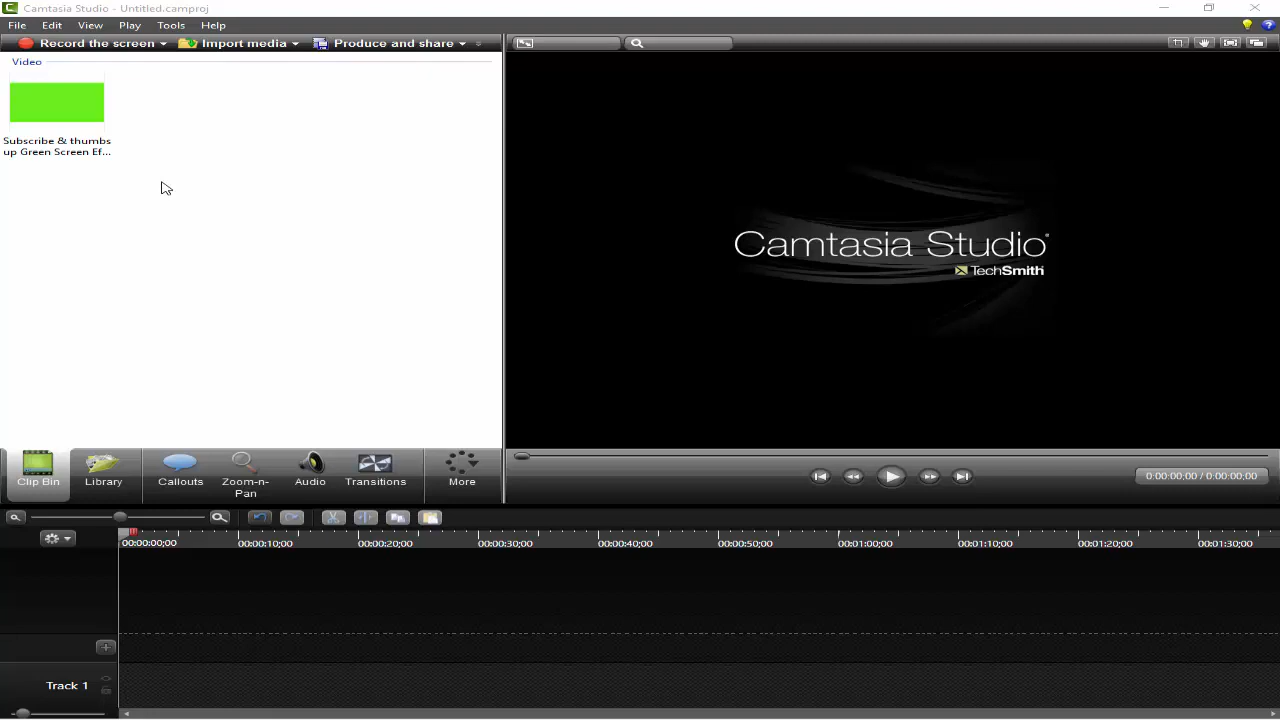 Camtasia Studio - Untitled.camproj
File Edit View Play Tools Help
Record the screen Import media Produce and share
Video
Subscribe & thumbs
up Green Screen Ef...
Camtasia Studio
TechSmith
Clip Bin Library Callouts Zoom-n-
Pan Audio Transitions More
0:00:00;00 / 0:00:00;00
00:00:00;00 00:00:10;00 00:00:20;00 00:00:30;00 00:00:40;00 00:00:50;00 00:01:00;00 00:01:10;00 00:01:20;00 00:01:30;00
Track 1